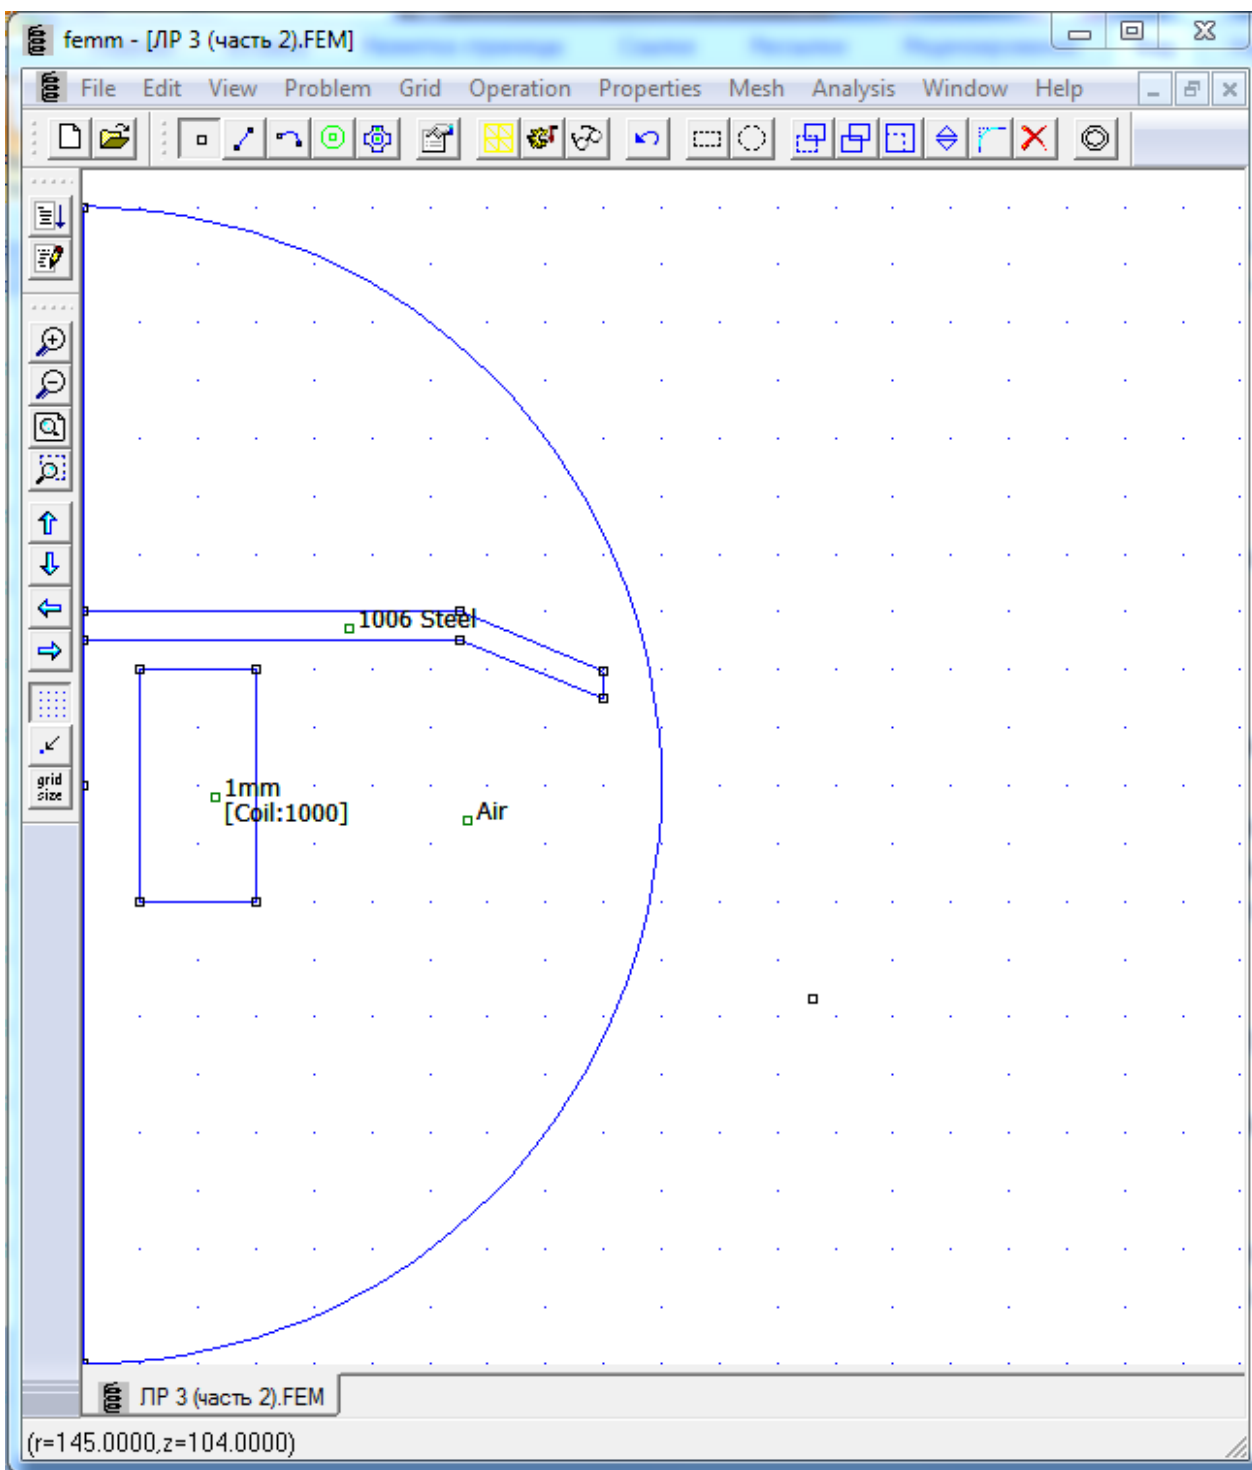 femm - [ЛР 3 (часть 2).FEM]
File Edit View Problem Grid Operation Properties Mesh Analysis Window Help
1006 Steel
grid
size
1mm
[Coil:1000]
Air
ЛР 3 (часть 2).FEM
(r=145.0000,z=104.0000)